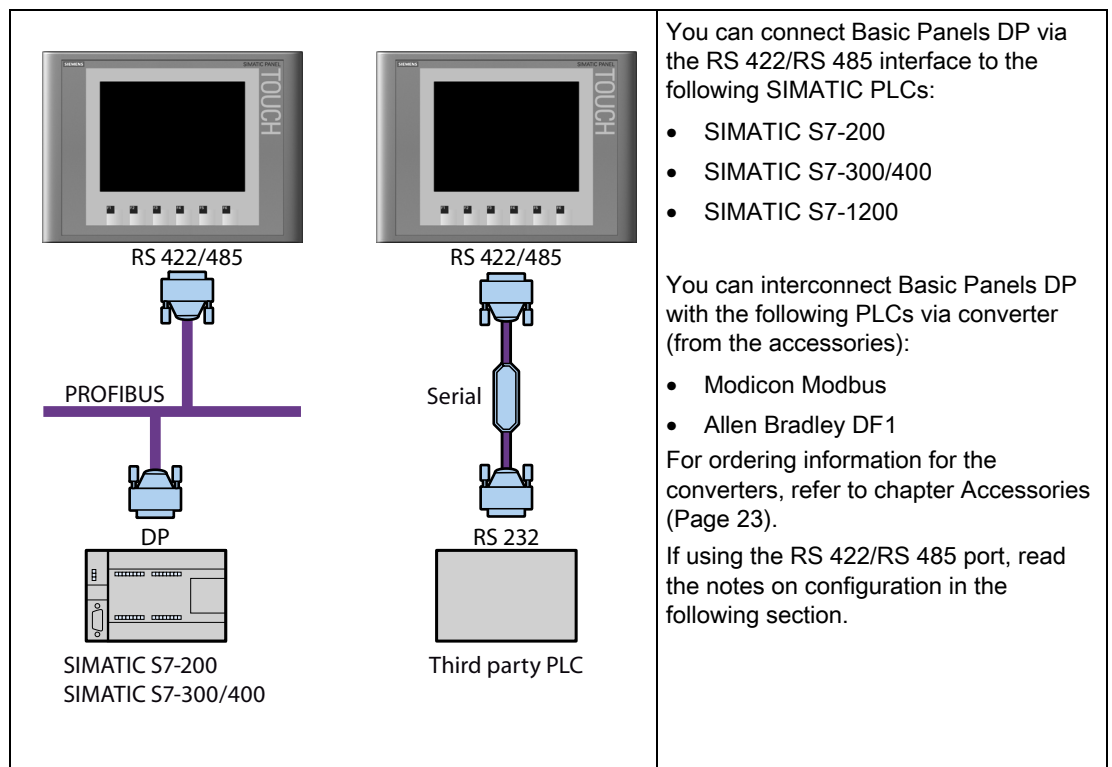 SIEMENS
SIMATIC PANEL
TOUCH
SIEMENS
SIMATIC PANEL
TOUCH
RS 422/485
RS 422/485
PROFIBUS
Serial
DP
RS 232
SIMATIC S7-200
SIMATIC S7-300/400
Third party PLC
You can connect Basic Panels DP via
the RS 422/RS 485 interface to the
following SIMATIC PLCs:
• SIMATIC S7-200
• SIMATIC S7-300/400
• SIMATIC S7-1200
You can interconnect Basic Panels DP
with the following PLCs via converter
(from the accessories):
• Modicon Modbus
• Allen Bradley DF1
For ordering information for the
converters, refer to chapter Accessories
(Page 23).
If using the RS 422/RS 485 port, read
the notes on configuration in the
following section.